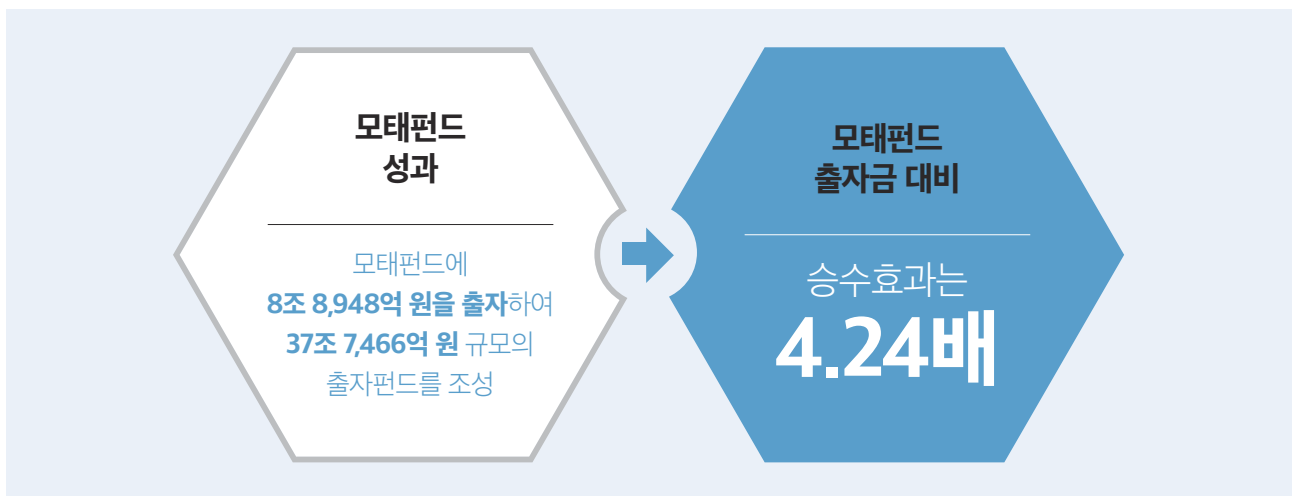 모태펀드
성과
모태펀드에
8조 8,948억 원을 출자하여
37조 7,466억 원 규모의
출자펀드를 조성
모태펀드
출자금 대비
승수효과는
4.24배